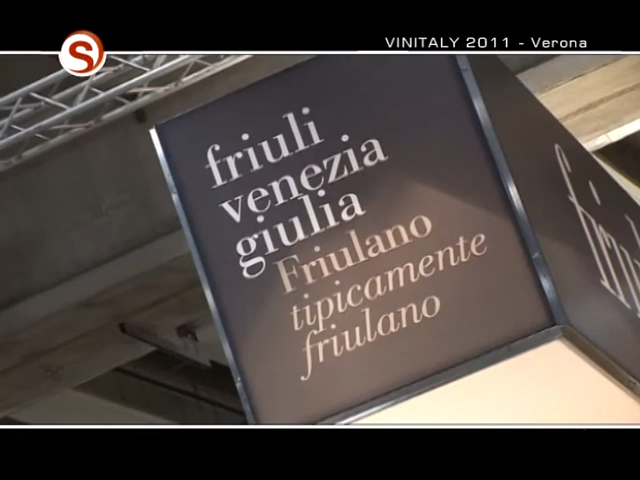 S
VINITALY 2011 - Verona
friuli
venezia
giulia
Friulano
tipicamente
friulano